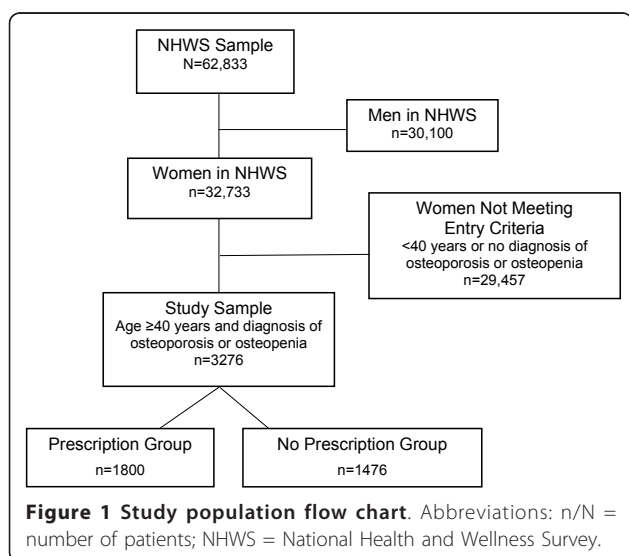 NHWS Sample
N=62,833
Men in NHWS
n=30,100
Women in NHWS
n=32,733
Women Not Meeting
Entry Criteria
<40 years or no diagnosis of
osteoporosis or osteopenia
n=29,457
Study Sample
Age ≥40 years and diagnosis of
osteoporosis or osteopenia
n=3276
Prescription Group
n=1800
No Prescription Group
n=1476
Figure 1 Study population flow chart. Abbreviations: n/N =
number of patients; NHWS = National Health and Wellness Survey.